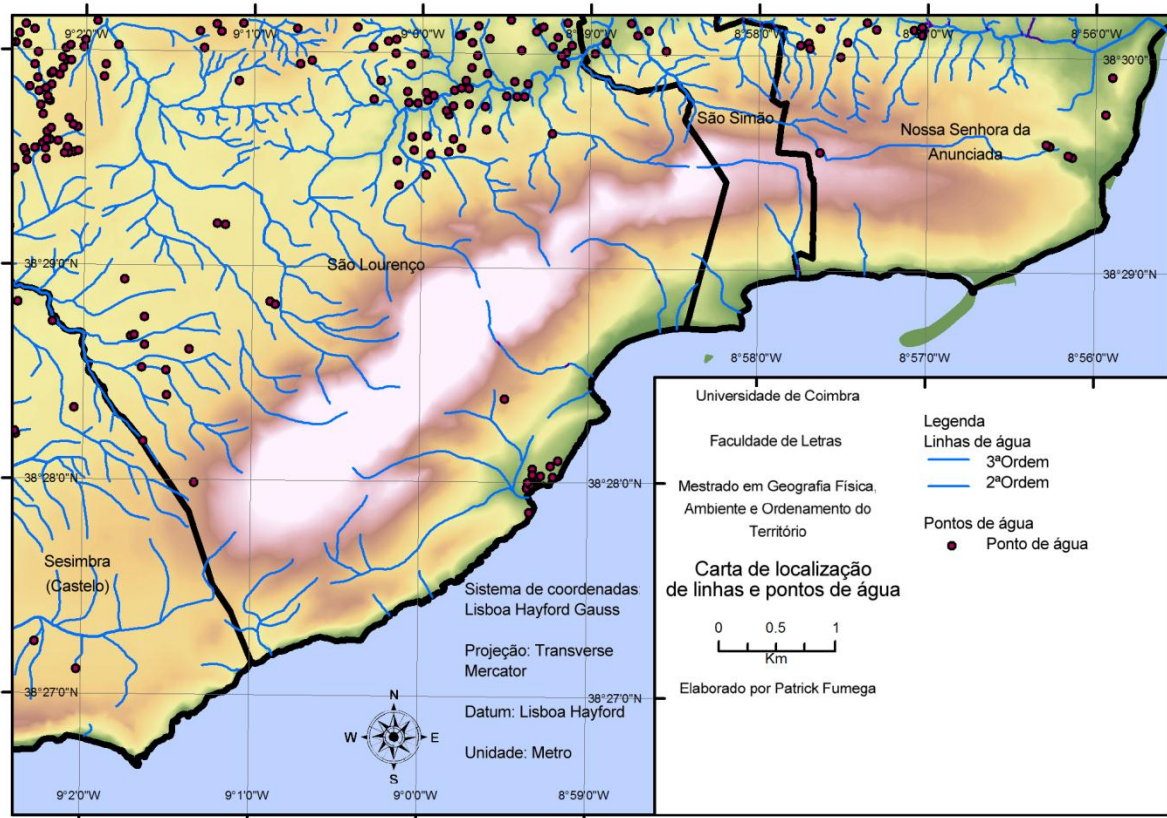 9°2'0"W 9°1'0"W 9°0'0"W 8°59'0"W 8°58'0"W 8°57'0"W 8°56'0"W
38°30'0"N 38°30'0"N
São Simão
Nossa Senhora da
Anunciada
38°29'0"N 38°29'0"N
São Lourenço
8°58'0"W 8°57'0"W 8°56'0"W
38°28'0"N 38°28'0"N
Sesimbra
(Castelo)
38°27'0"N 38°27'0"N
Sistema de coordenadas:
Lisboa Hayford Gauss
Projeção: Transverse
Mercator
Datum: Lisboa Hayford
Unidade: Metro
N
W E
S
9°2'0"W 9°1'0"W 9°0'0"W 8°59'0"W
Universidade de Coimbra
Faculdade de Letras
Mestrado em Geografia Física,
Ambiente e Ordenamento do
Território
Carta de localização
de linhas e pontos de água
0 0.5 1
Km
Elaborado por Patrick Fumega
Legenda
Linhas de água
3ªOrdem
2ªOrdem
Pontos de água
Ponto de água